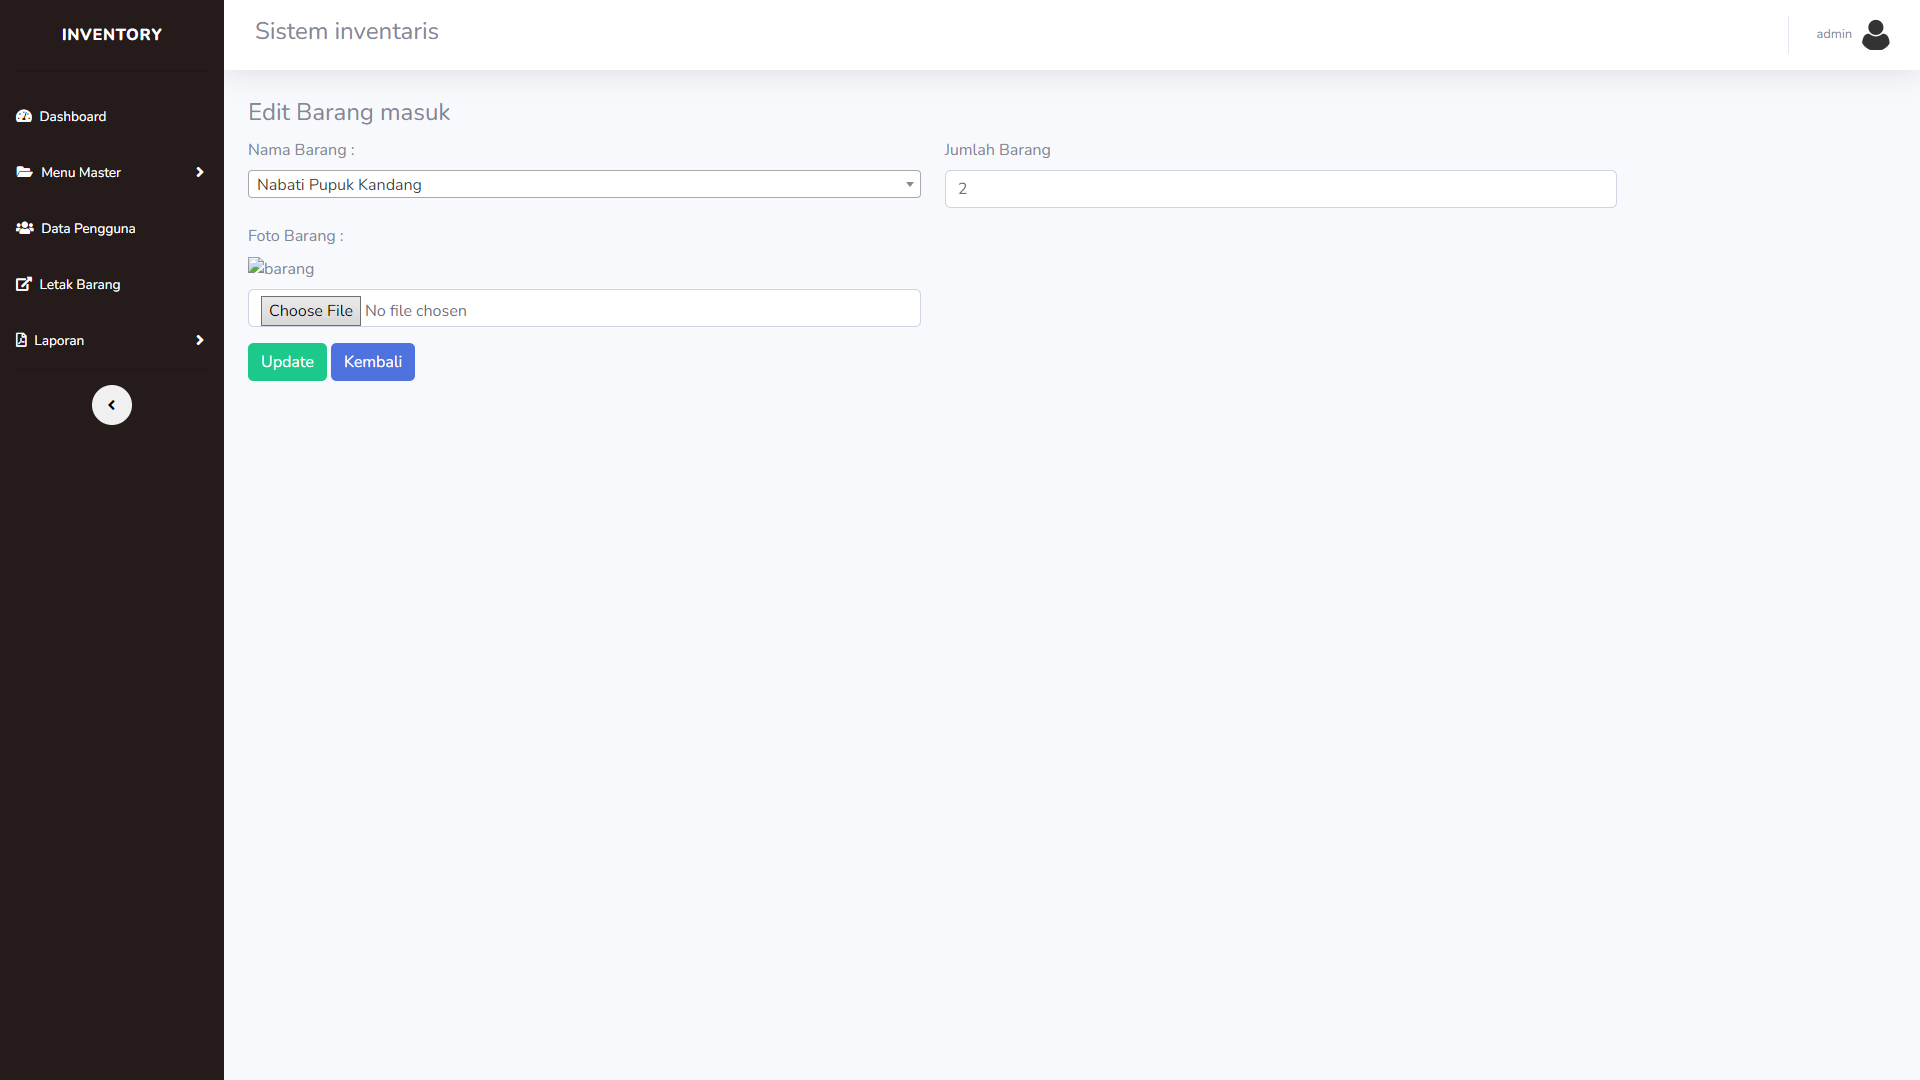 INVENTORY
Sistem inventaris
admin
Dashboard
Menu Master
Data Pengguna
Letak Barang
Laporan
Edit Barang masuk
Nama Barang :
Nabati Pupuk Kandang
Jumlah Barang
2
Foto Barang :
barang
Choose File No file chosen
Update Kembali